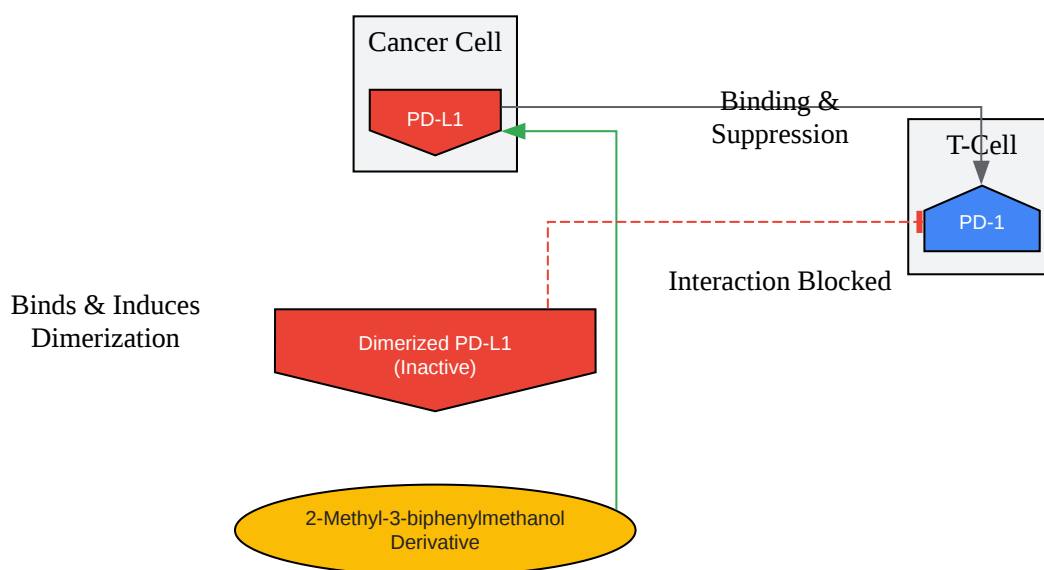 Cancer Cell
PD-L1
Binding &
Suppression
T-Cell
PD-1
Interaction Blocked
Binds & Induces
Dimerization
Dimerized PD-L1
(Inactive)
2-Methyl-3-biphenylmethanol
Derivative